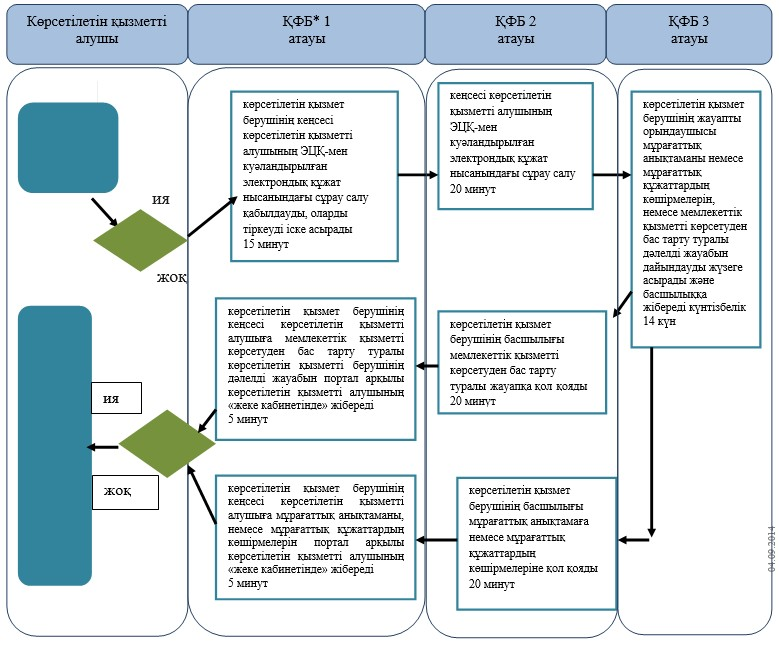 Көрсетілетін қызметті
алушы
ҚФБ* 1
атауы
ҚФБ 2
атауы
ҚФБ 3
атауы
ия
жоқ
көрсетілетін қызмет
берушінің кеңсесі
көрсетілетін қызметті
алушының ЭЦҚ-мен
куәландырылған
электрондық құжат
нысанындағы сұрау салу
қабылдауды, оларды
тіркеуді іске асырады
15 минут
кеңсесі көрсетілетін
қызметті алушының
ЭЦҚ-мен
куәландырылған
электрондық құжат
нысанындағы сұрау салу
20 минут
көрсетілетін қызмет
берушінің жауапты
орындаушысы
мұрағаттық
анықтаманы немесе
мұрағаттық
құжаттардың
көшірмелерін,
немесе мемлекеттік
қызметті көрсетуден
бас тарту туралы
дәлелді жауабын
дайындауды жүзеге
асырады және
басшылыққа
жібереді күнтізбелік
14 күн
көрсетілетін қызмет берушінің
кеңсесі көрсетілетін қызметті
алушыға мемлекеттік қызметті
көрсетуден бас тарту туралы
көрсетілетін қызметті берушінің
дәлелді жауабын портал арқылы
көрсетілетін қызметті алушының
«жеке кабинетінде» жібереді
5 минут
көрсетілетін қызмет
берушінің басшылығы
мемлекеттік қызметті
көрсетуден бас тарту
туралы жауапқа қол қояды
20 минут
ия
жоқ
көрсетілетін қызмет берушінің
кеңсесі көрсетілетін қызметті
алушыға мұрағаттық анықтаманы,
немесе мұрағаттық құжаттардың
көшірмелерін портал арқылы
көрсетілетін қызметті алушының
«жеке кабинетінде» жібереді
5 минут
көрсетілетін қызмет
берушінің басшылығы
мұрағаттық анықтамаға
немесе мұрағаттық
құжаттардың
көшірмелеріне қол қояды
20 минут
04.09.2014